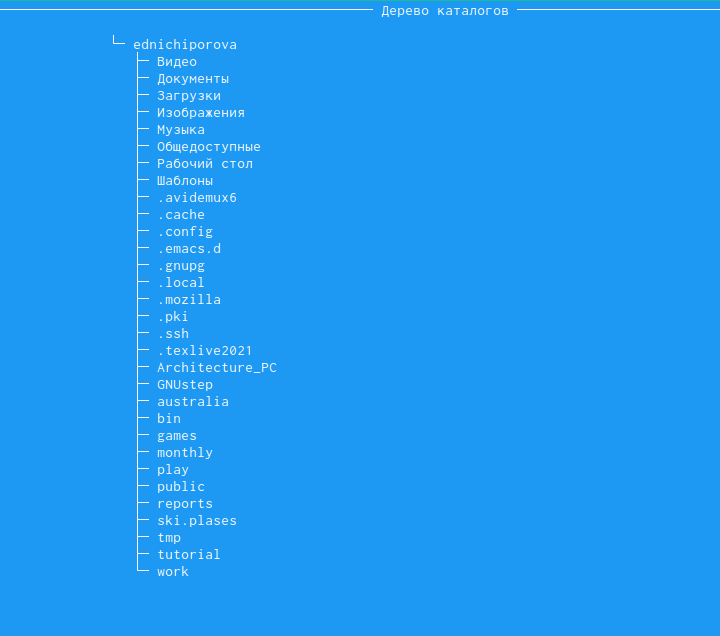 Дерево каталогов
ednichiporova
Видео
Документы
Загрузки
Изображения
Музыка
Общедоступные
Рабочий стол
Шаблоны
.avidemux6
.cache
.config
.emacs.d
.gnupg
.local
.mozilla
.pki
.ssh
.texlive2021
Architecture_PC
GNUstep
australia
bin
games
monthly
play
public
reports
ski.plases
tmp
tutorial
work